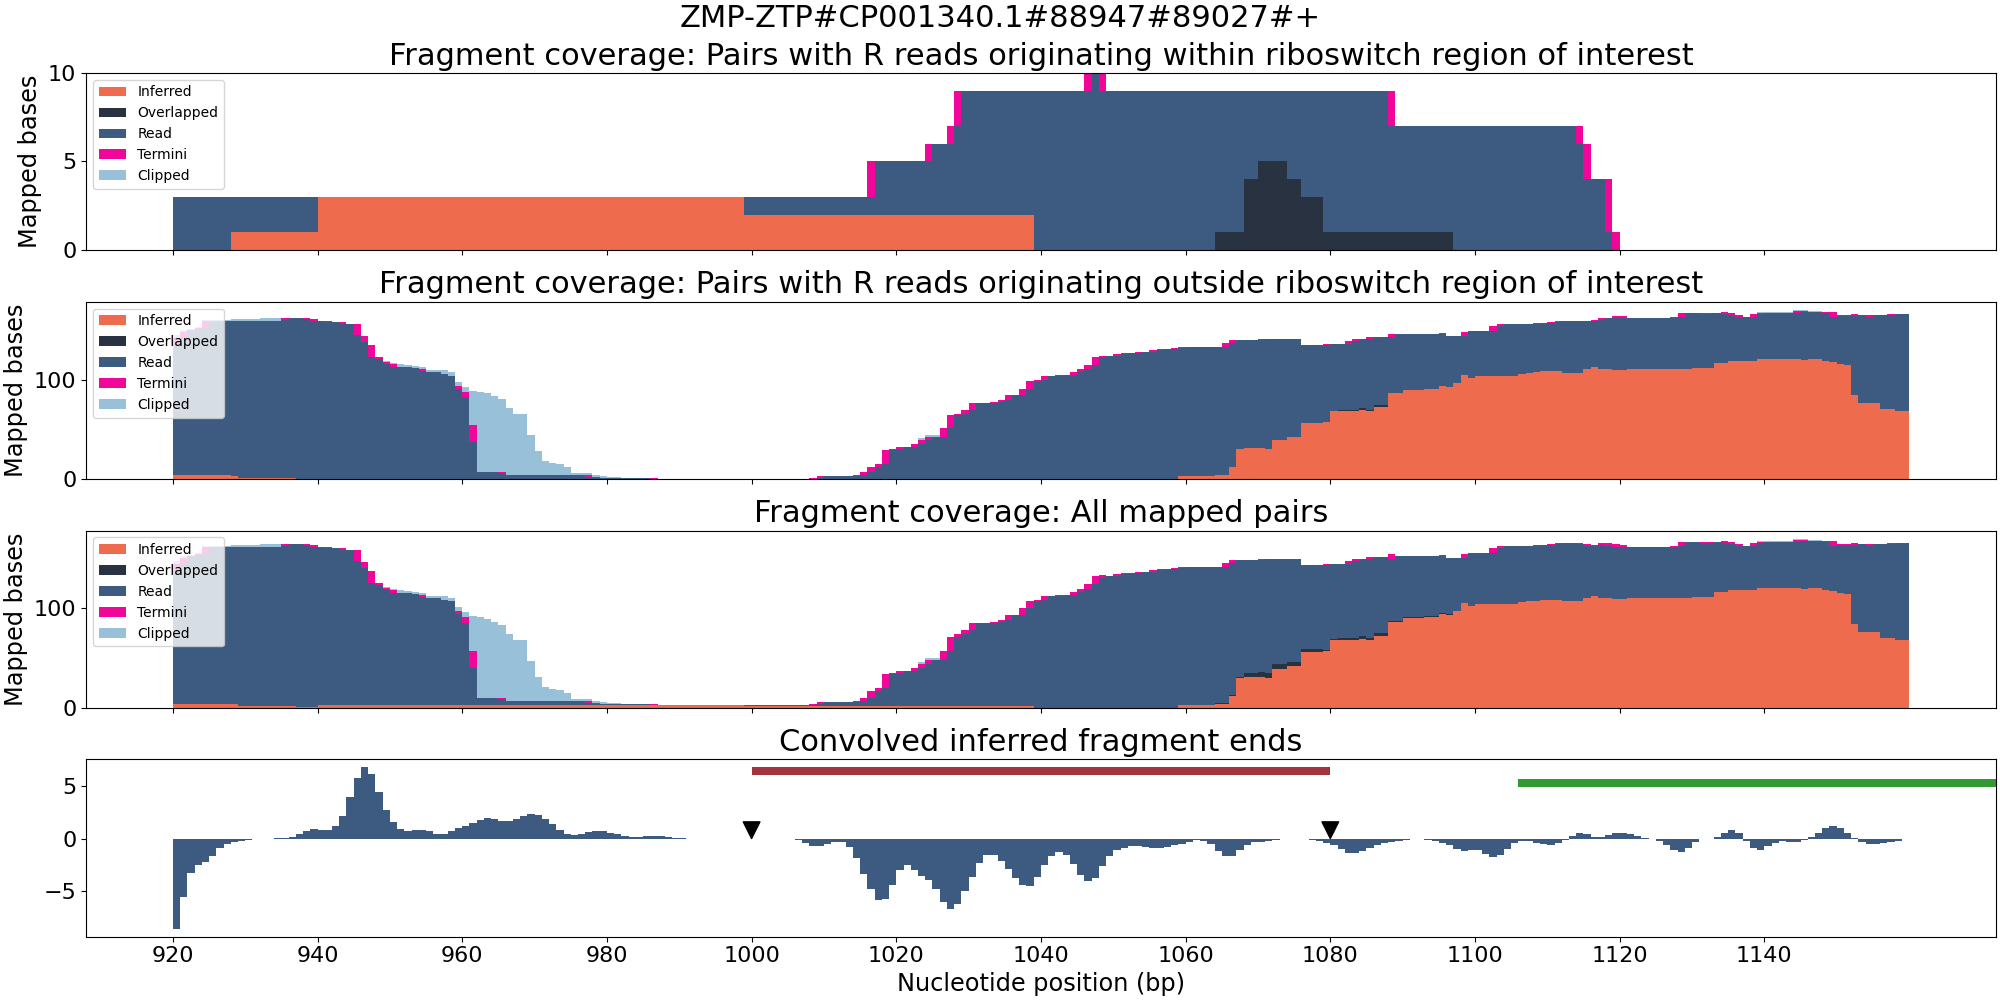 ZMP-ZTP#CP001340.1#88947#89027#+
Fragment coverage: Pairs with R reads originating within riboswitch region of interest
Mapped bases
10
5
0
Inferred
Overlapped
Read
Termini
Clipped
Fragment coverage: Pairs with R reads originating outside riboswitch region of interest
Mapped bases
100
0
Inferred
Overlapped
Read
Termini
Clipped
Fragment coverage: All mapped pairs
Mapped bases
100
0
Inferred
Overlapped
Read
Termini
Clipped
Convolved inferred fragment ends
5
0
−5
920 940 960 980 1000 1020 1040 1060 1080 1100 1120 1140
Nucleotide position (bp)